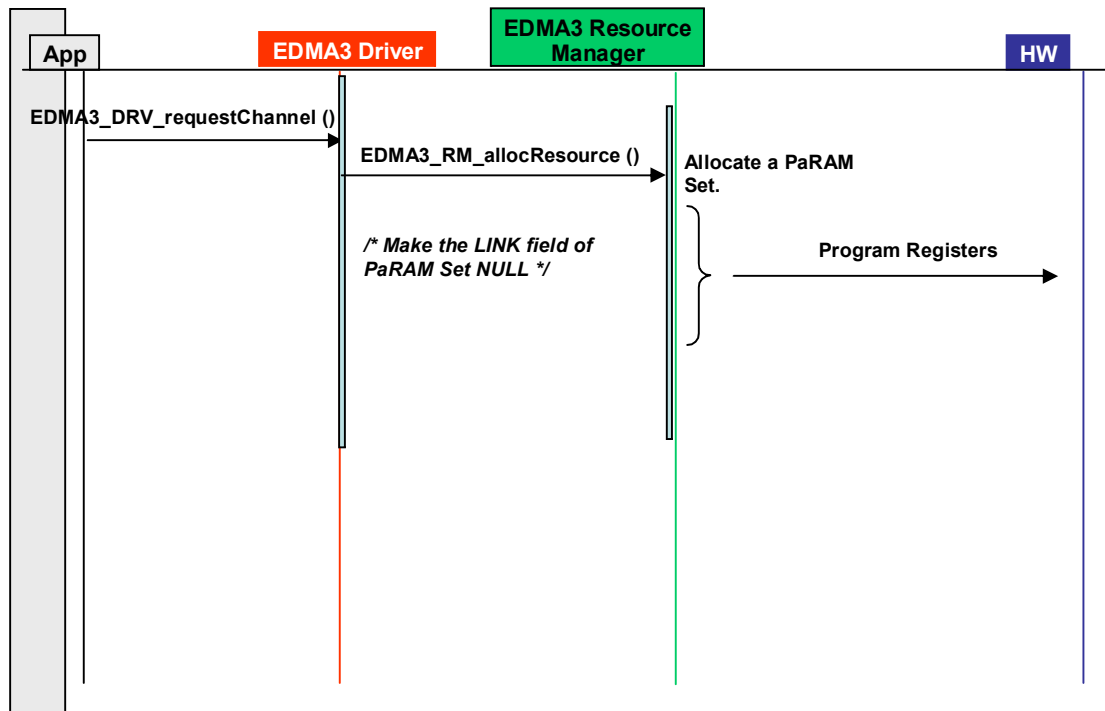 App
EDMA3 Driver
EDMA3 Resource
Manager
HW
EDMA3_DRV_requestChannel ()
EDMA3_RM_allocResource ()
Allocate a PaRAM
Set.
/* Make the LINK field of
PaRAM Set NULL */
Program Registers